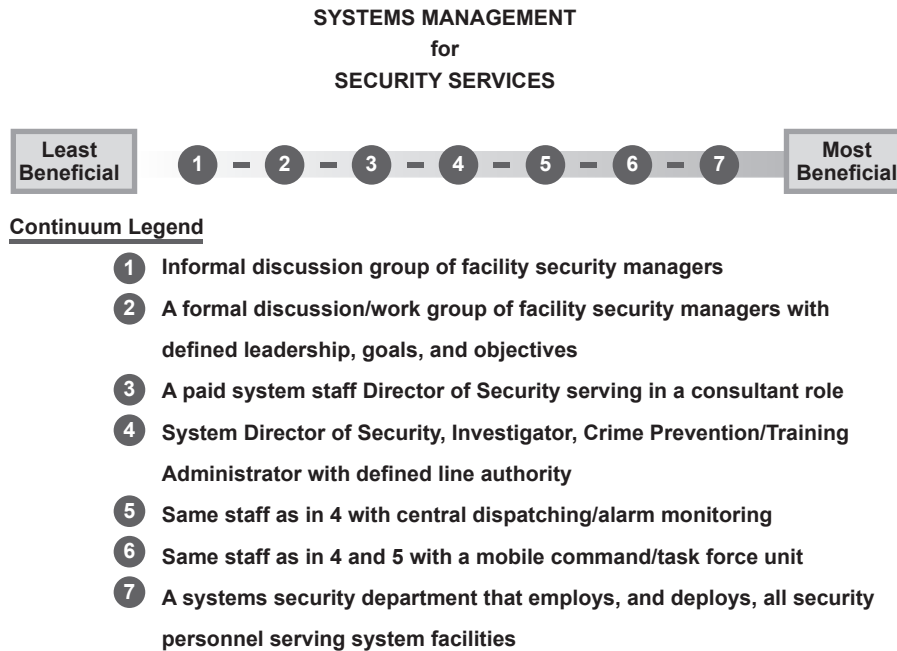 SYSTEMS MANAGEMENT
for
SECURITY SERVICES
Least
Beneficial
1 – 2 – 3 – 4 – 5 – 6 – 7
Most
Beneficial
Continuum Legend
1 Informal discussion group of facility security managers
2 A formal discussion/work group of facility security managers with
defined leadership, goals, and objectives
3 A paid system staff Director of Security serving in a consultant role
4 System Director of Security, Investigator, Crime Prevention/Training
Administrator with defined line authority
5 Same staff as in 4 with central dispatching/alarm monitoring
6 Same staff as in 4 and 5 with a mobile command/task force unit
7 A systems security department that employs, and deploys, all security
personnel serving system facilities